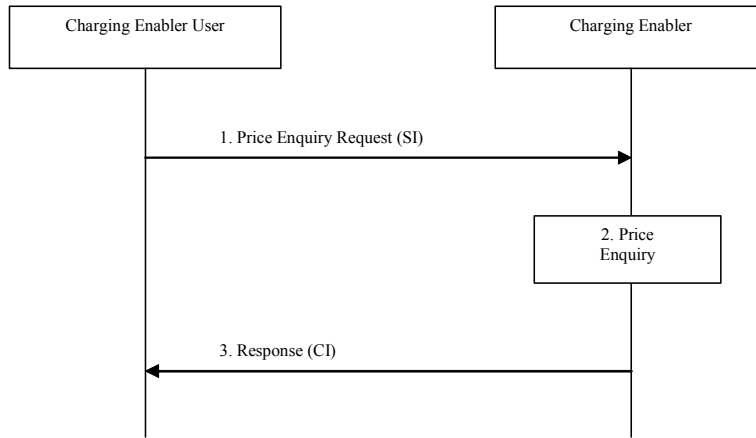 Charging Enabler User
Charging Enabler
1. Price Enquiry Request (SI)
2. Price
Enquiry
3. Response (CI)